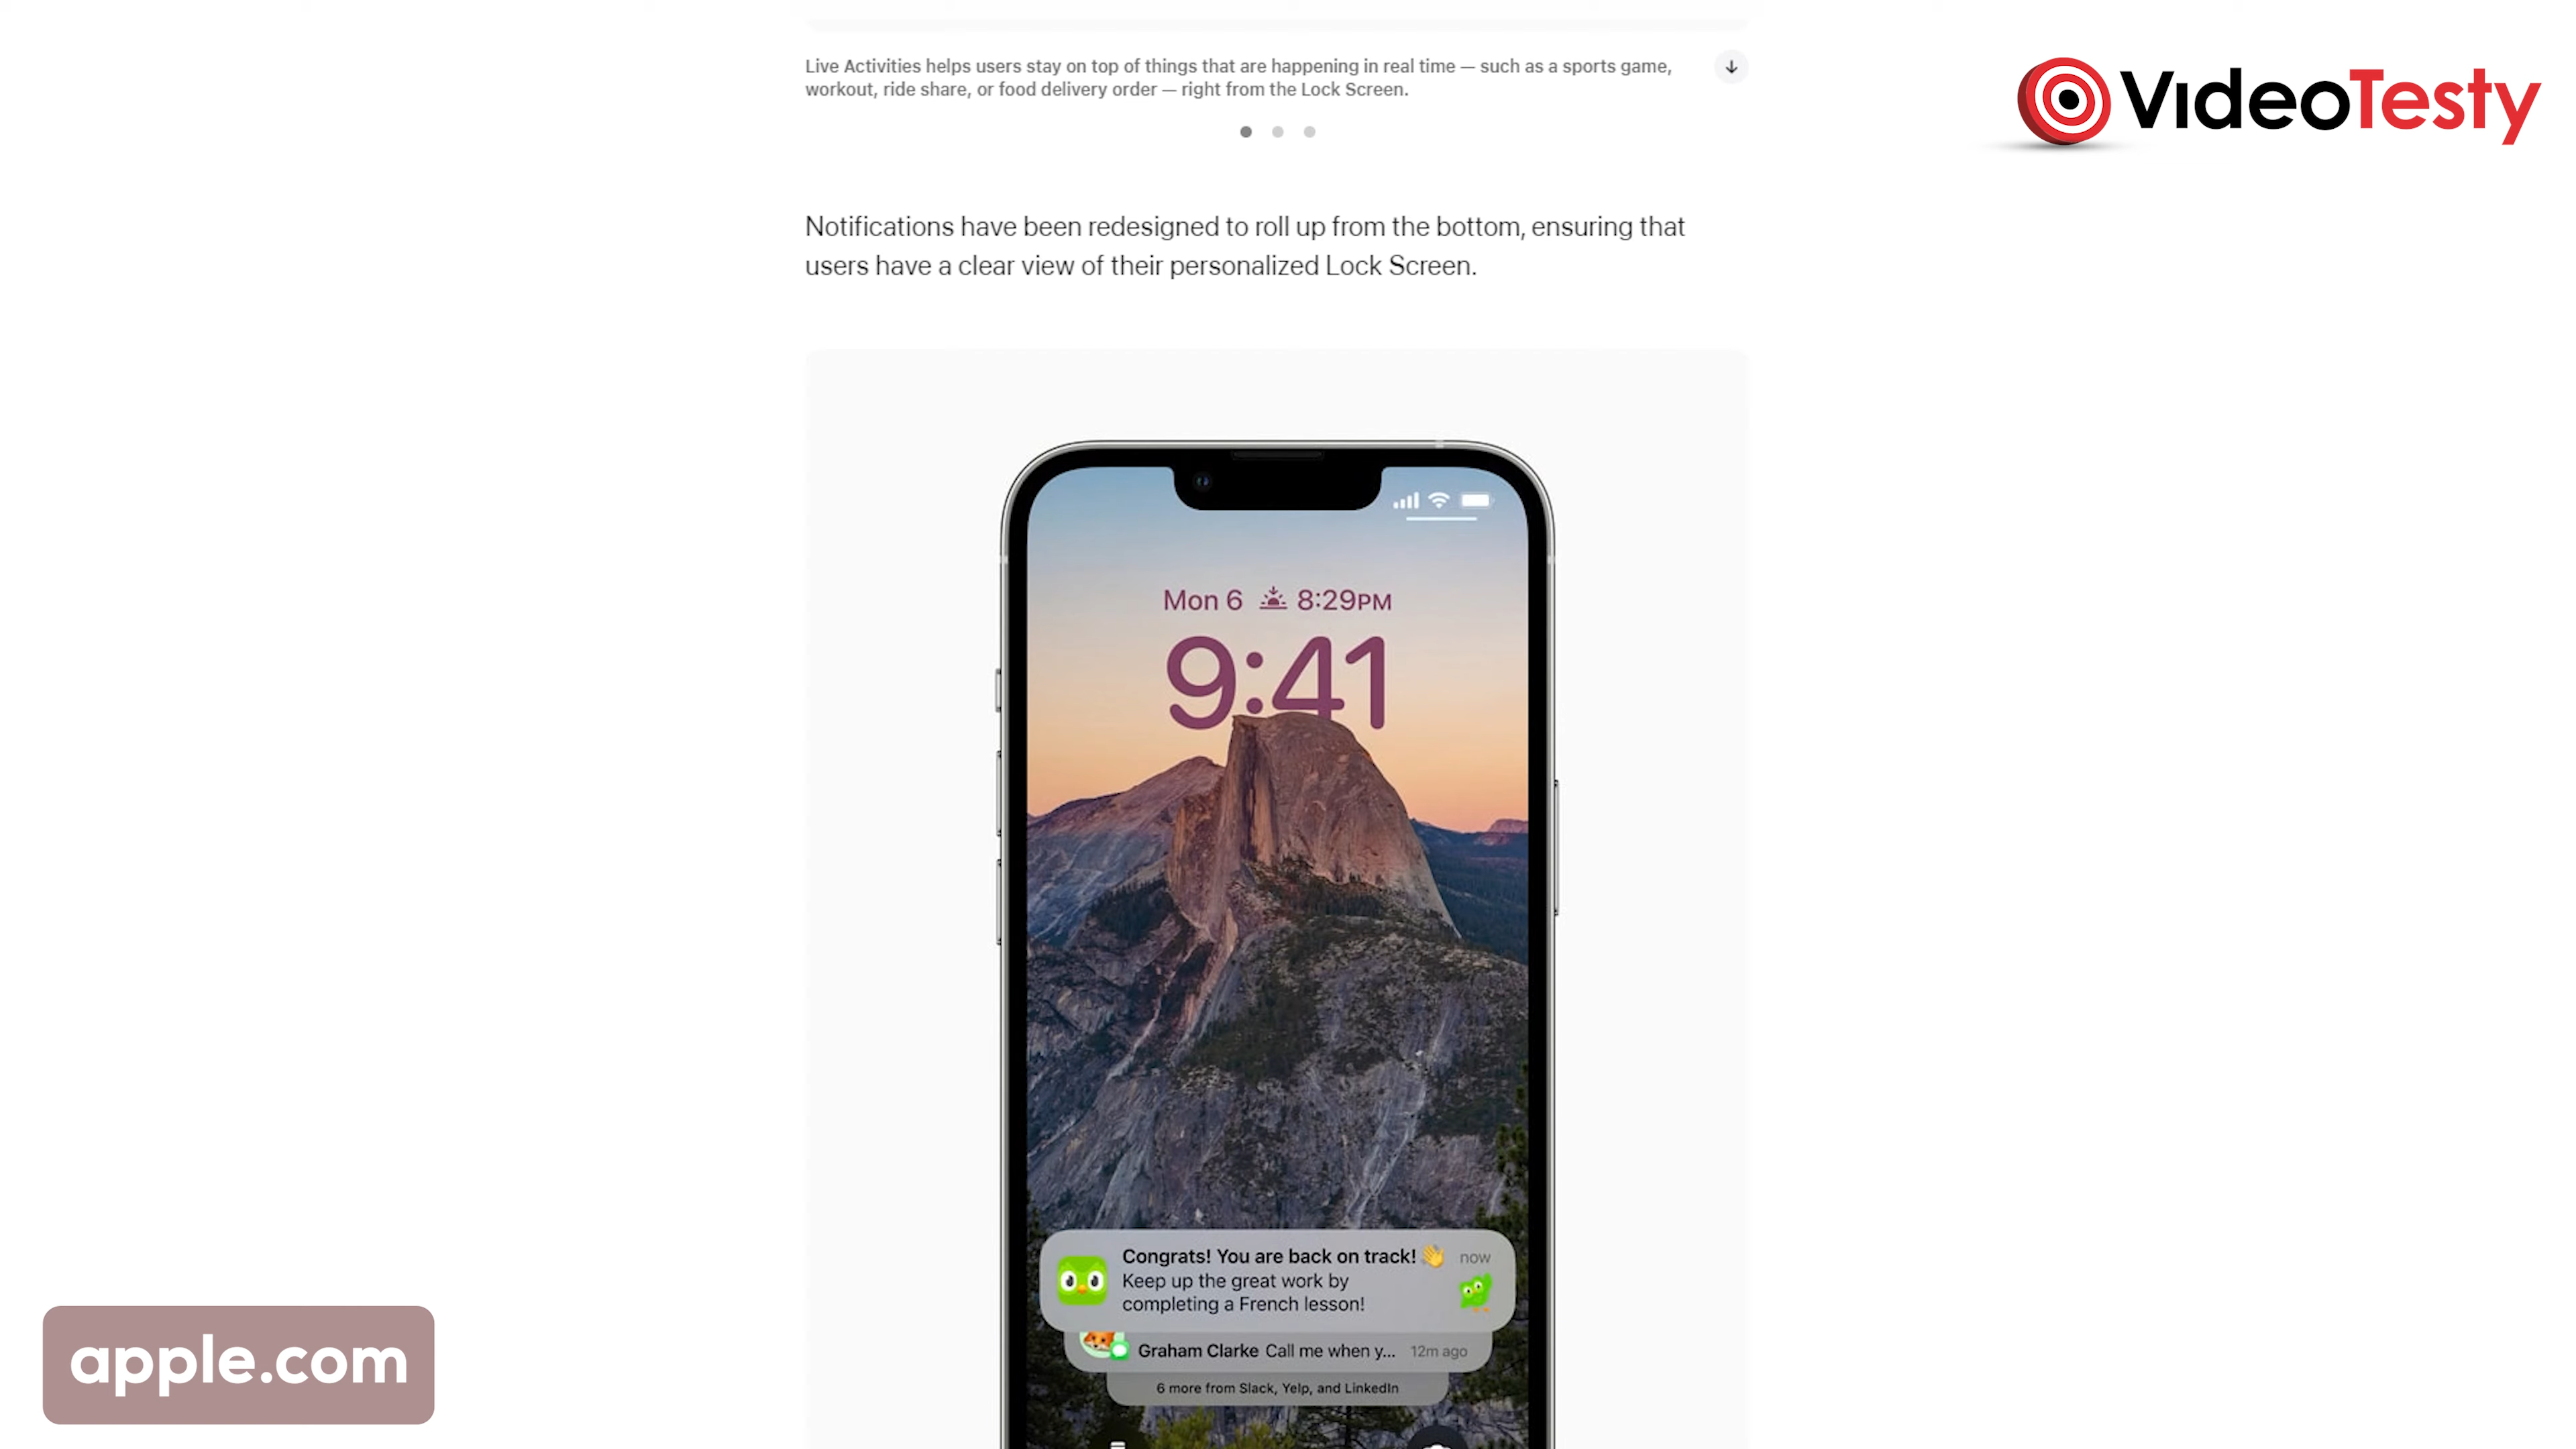 Live Activities helps users stay on top of things that are happening in real time — such as a sports game,
workout, ride share, or food delivery order — right from the Lock Screen.
VideoTesty
Notifications have been redesigned to roll up from the bottom, ensuring that
users have a clear view of their personalized Lock Screen.
Mon 6 8:29PM
9:41
Congrats! You are back on track! 👋 now
Keep up the great work by
completing a French lesson!
Graham Clarke Call me when y... 12m ago
6 more from Slack, Yelp, and LinkedIn
apple.com